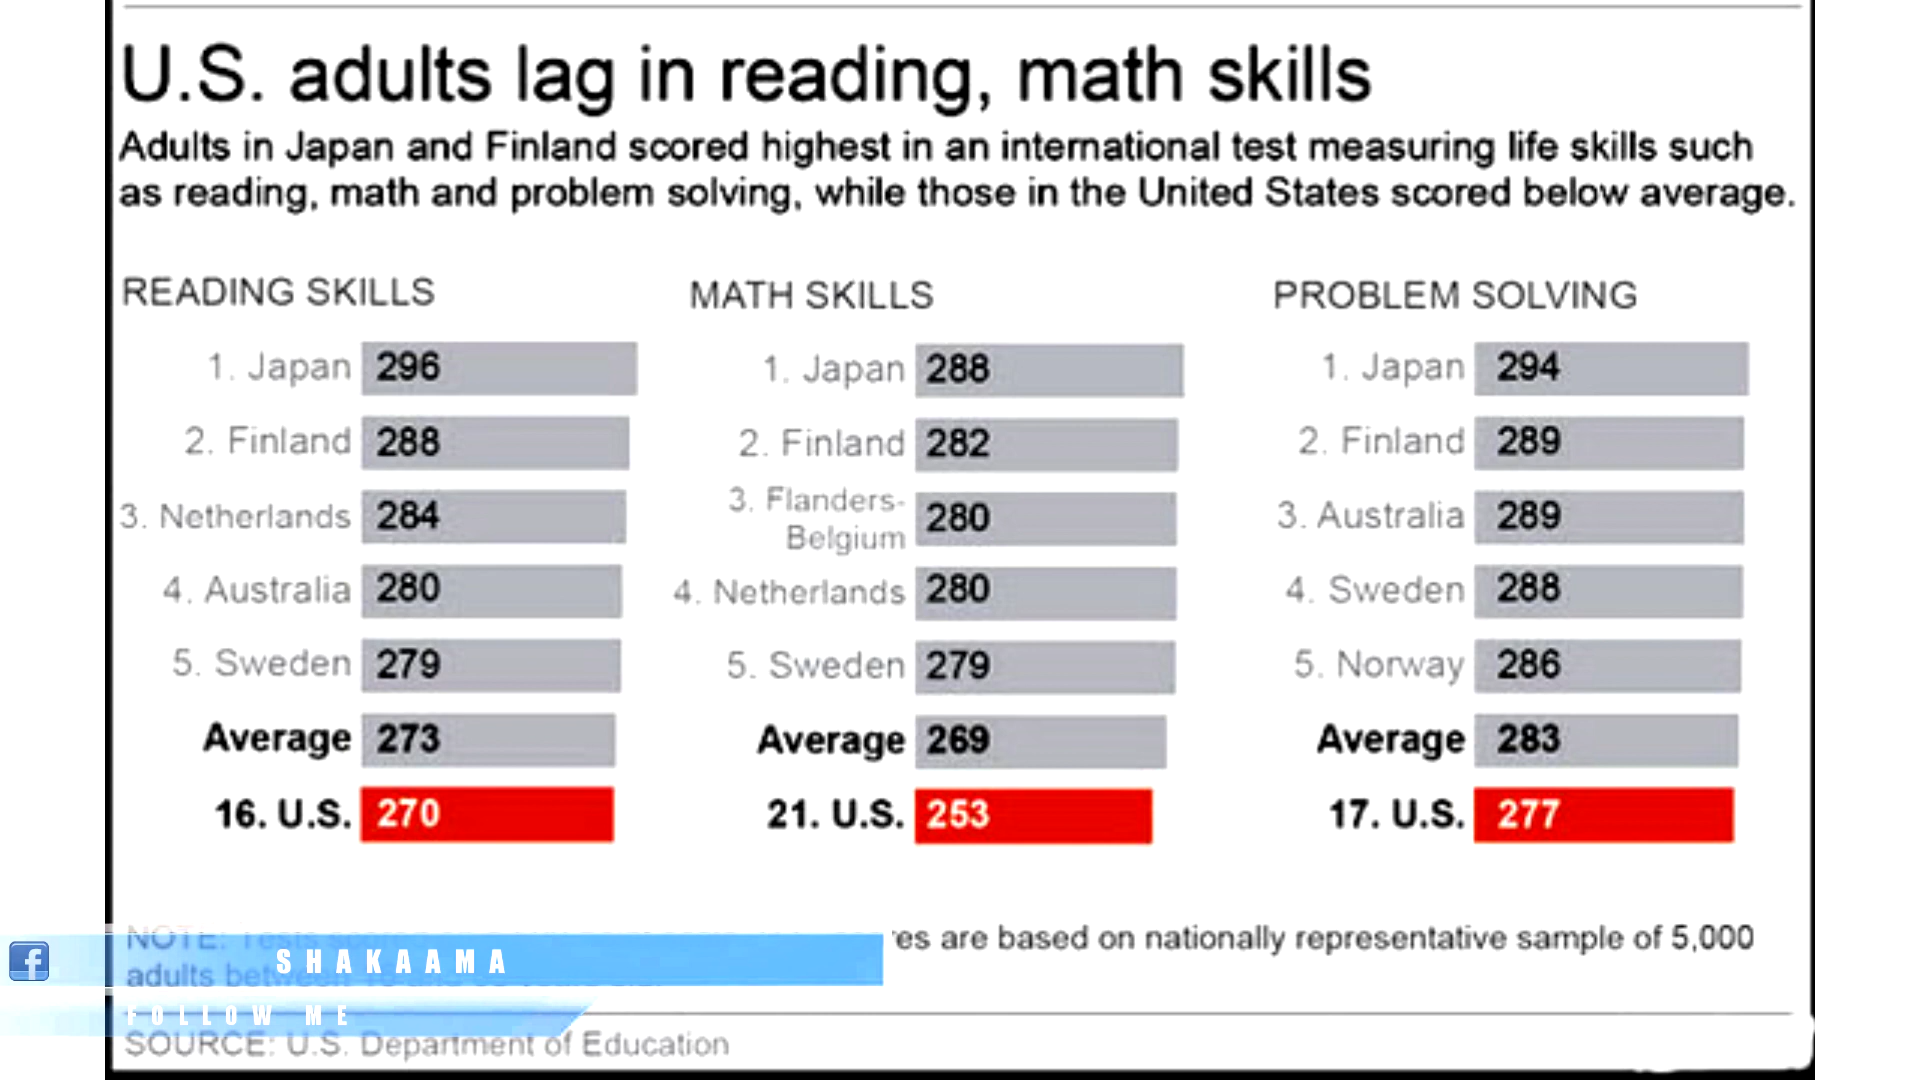 U.S. adults lag in reading, math skills
Adults in Japan and Finland scored highest in an international test measuring life skills such
as reading, math and problem solving, while those in the United States scored below average.
READING SKILLS
1. Japan 296
2. Finland 288
3. Netherlands 284
4. Australia 280
5. Sweden 279
Average 273
16. U.S. 270
MATH SKILLS
1. Japan 288
2. Finland 282
3. Flanders-
Belgium 280
4. Netherlands 280
5. Sweden 279
Average 269
21. U.S. 253
PROBLEM SOLVING
1. Japan 294
2. Finland 289
3. Australia 289
4. Sweden 288
5. Norway 286
Average 283
17. U.S. 277
NOTE: Tests are based on nationally representative sample of 5,000
adults
SHAKAAMA
FOLLOW ME
SOURCE: U.S. Department of Education